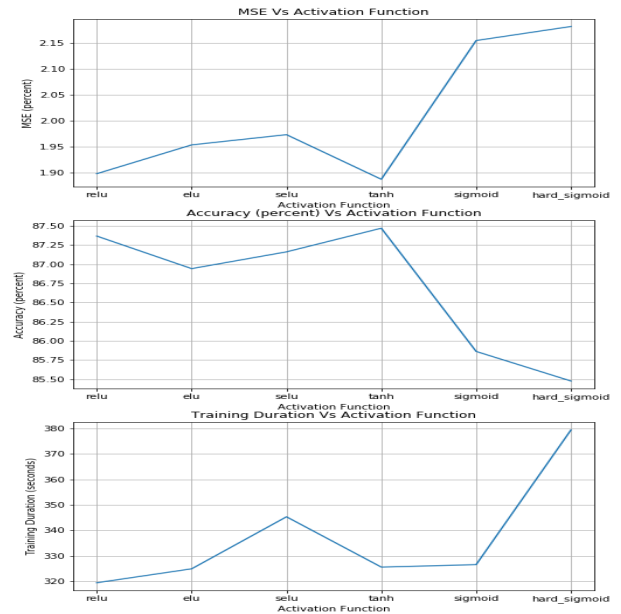 MSE Vs Activation Function
MSE (percent)
2.15
2.10
2.05
2.00
1.95
1.90
relu elu selu tanh sigmoid hard_sigmoid
Activation Function
Accuracy (percent) Vs Activation Function
Accuracy (percent)
87.50
87.25
87.00
86.75
86.50
86.25
86.00
85.75
85.50
relu elu selu tanh sigmoid hard_sigmoid
Activation Function
Training Duration Vs Activation Function
Training Duration (seconds)
380
370
360
350
340
330
320
relu elu selu tanh sigmoid hard_sigmoid
Activation Function